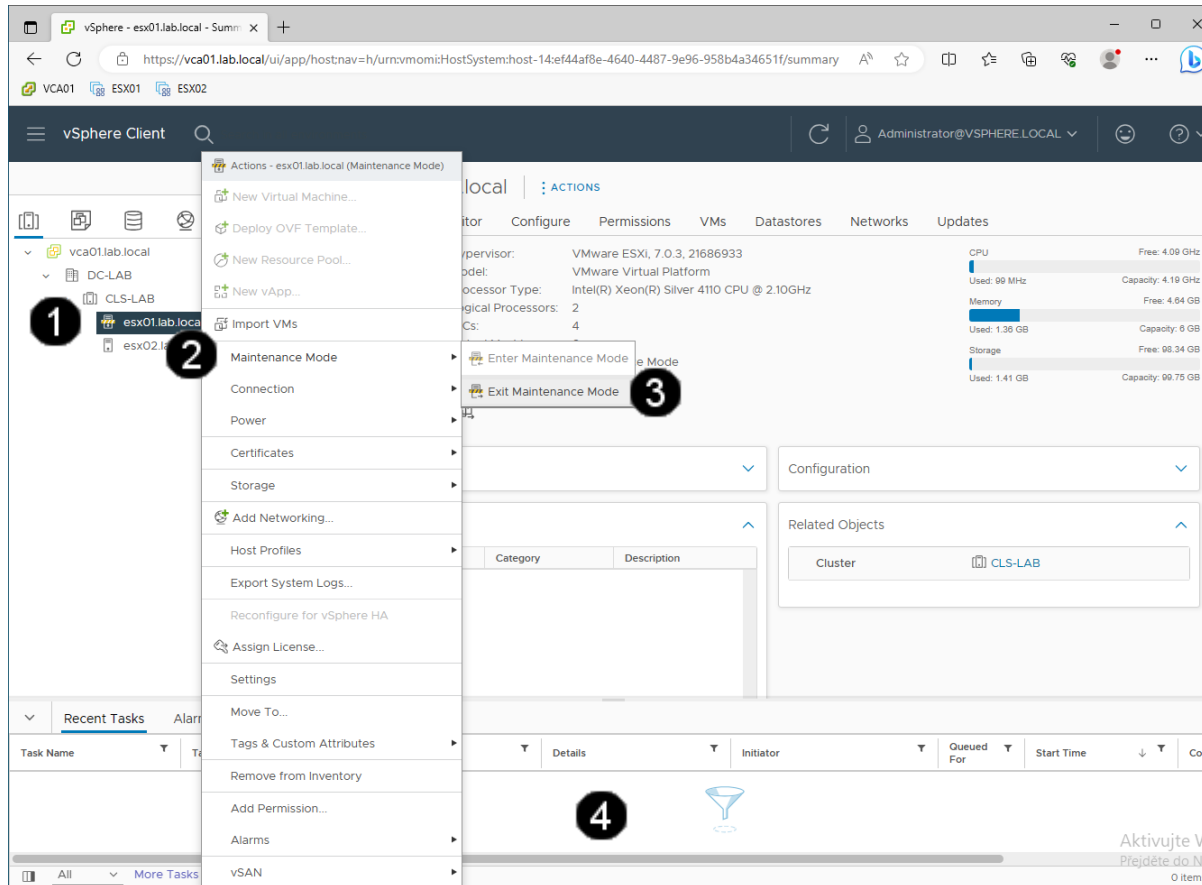 vSphere - esx01.lab.local - Summ
https://vca01.lab.local/ui/app/host;nav=h/urn:vmomi:HostSystem:host-14:ef44af8e-4640-4487-9e96-958b4a34651f/summary
VCA01 ESX01 ESX02
vSphere Client
Administrator@VSPHERE.LOCAL
Actions - esx01.lab.local (Maintenance Mode)
New Virtual Machine...
Deploy OVF Template...
New Resource Pool...
New vApp...
Import VMs
Maintenance Mode
Connection
Power
Certificates
Storage
Add Networking...
Host Profiles
Export System Logs...
Reconfigure for vSphere HA
Assign License...
Settings
Move To...
Tags & Custom Attributes
Remove from Inventory
Add Permission...
Alarms
vSAN
Enter Maintenance Mode
Exit Maintenance Mode
1
2
3
4
vca01.lab.local
DC-LAB
CLS-LAB
esx01.lab.loca
esx02.la
.local
ACTIONS
itor Configure Permissions VMs Datastores Networks Updates
ypervisor: VMware ESXi, 7.0.3, 21686933
odel: VMware Virtual Platform
ocessor Type: Intel(R) Xeon(R) Silver 4110 CPU @ 2.10GHz
ogical Processors: 2
Cs: 4
e Mode
CPU Free: 4.09 GHz
Used: 99 MHz Capacity: 4.19 GHz
Memory Free: 4.64 GB
Used: 1.36 GB Capacity: 6 GB
Storage Free: 98.34 GB
Used: 1.41 GB Capacity: 99.75 GB
Configuration
Related Objects
Cluster CLS-LAB
Category Description
Recent Tasks Alarr
Task Name Ta Details Initiator Queued For Start Time Co
Aktivujte V
Přejděte do N
All More Tasks
0 item